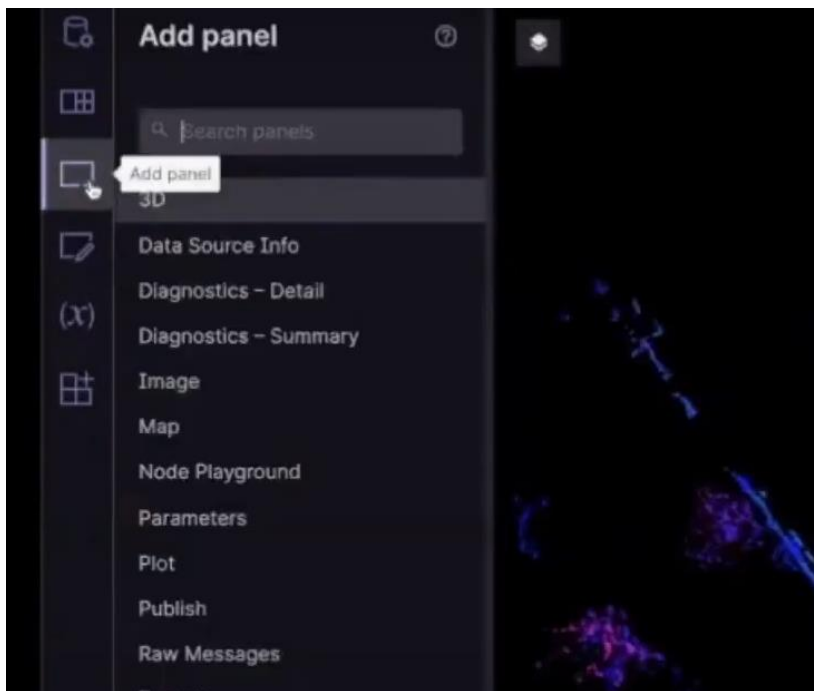 Add panel
Search panels
Add panel
3D
Data Source Info
Diagnostics – Detail
Diagnostics – Summary
(x)
Image
Map
Node Playground
Parameters
Plot
Publish
Raw Messages